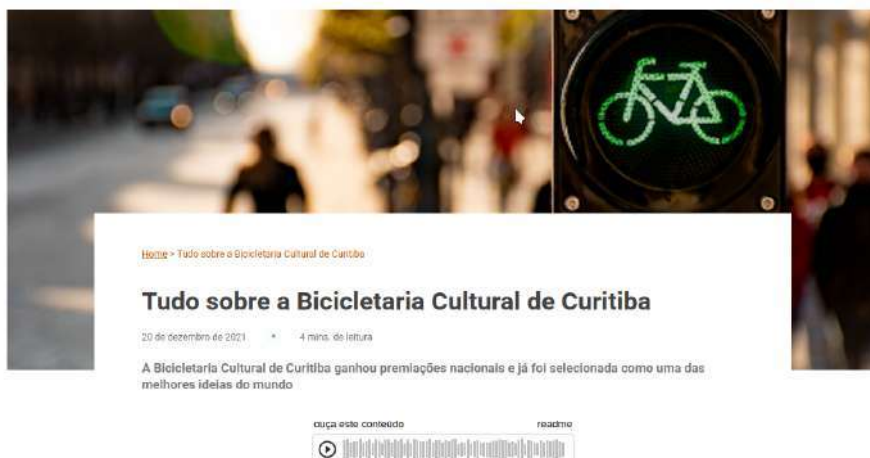 Home > Tudo sobre a Bicicletaria Cultural de Curitiba
Tudo sobre a Bicicletaria Cultural de Curitiba
20 de dezembro de 2021 • 4 mins. de leitura
A Bicicletaria Cultural de Curitiba ganhou premiações nacionais e já foi selecionada como uma das
melhores ideias do mundo
ouça este conteúdo readme